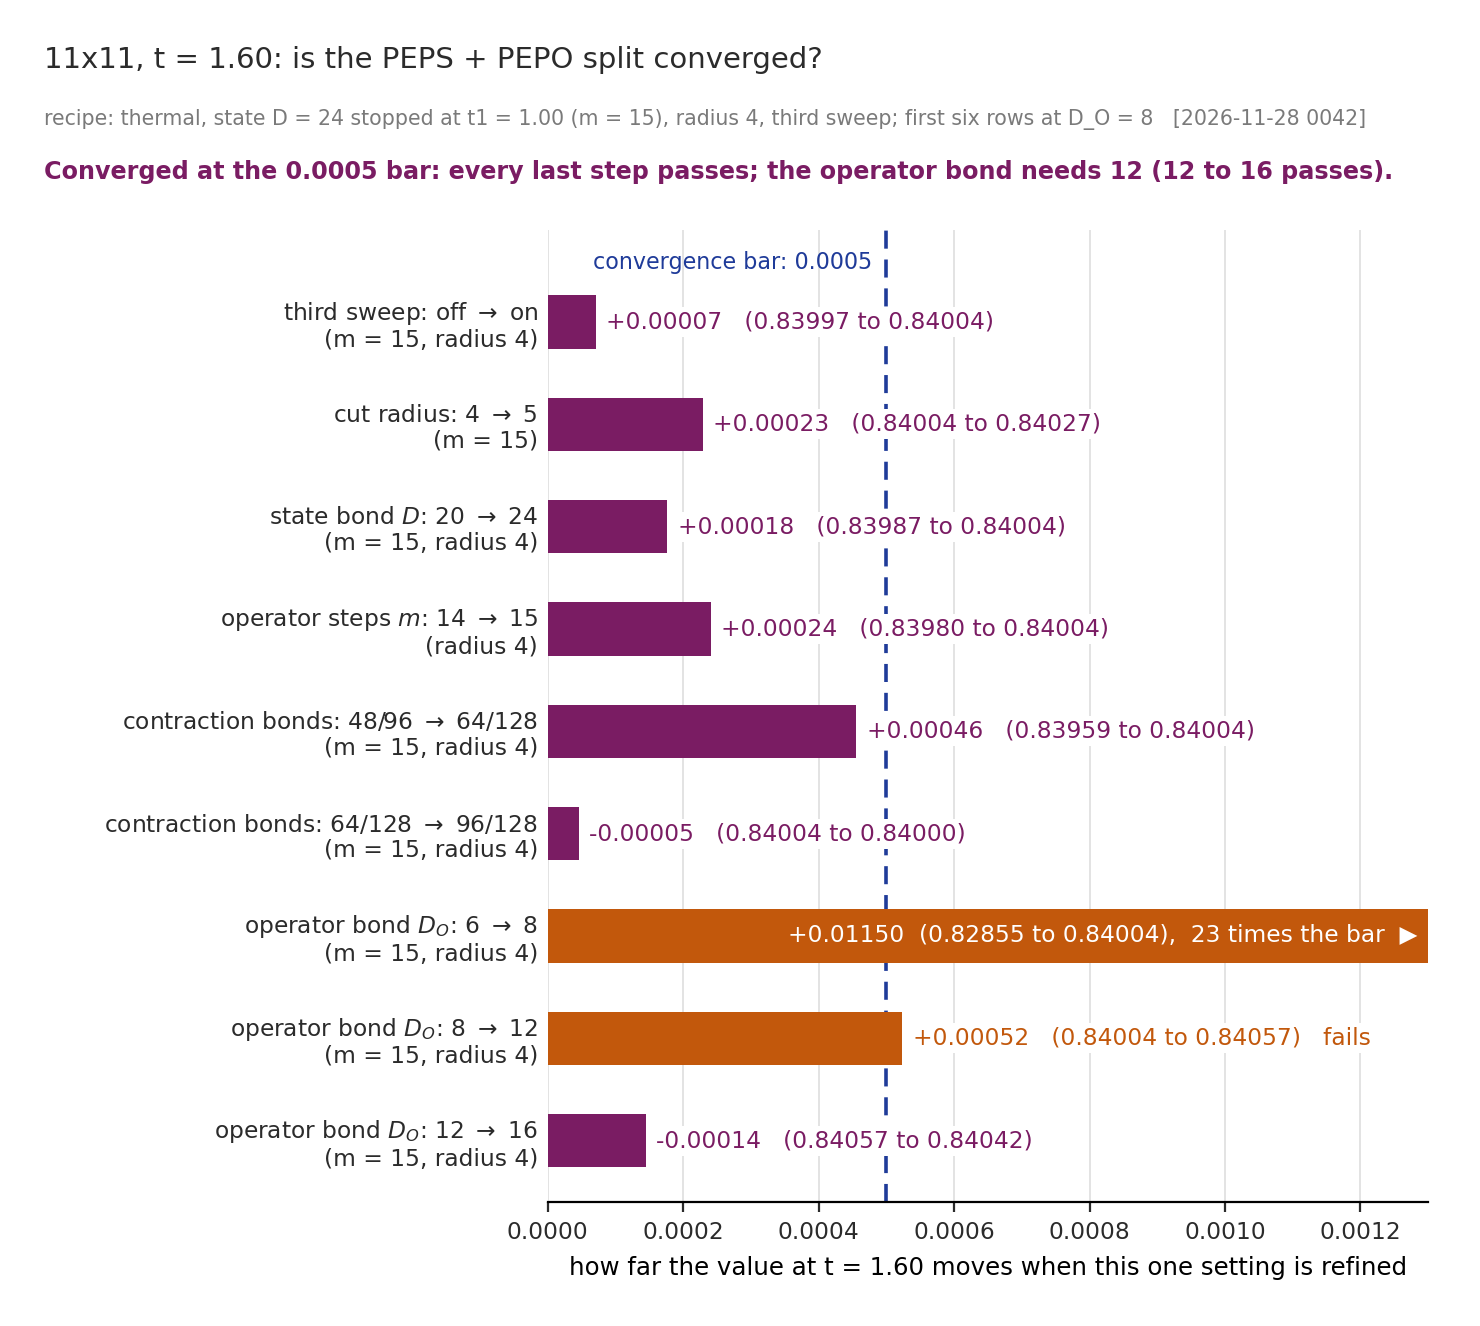 11x11, t = 1.60: is the PEPS + PEPO split converged?
recipe: thermal, state D = 24 stopped at t1 = 1.00 (m = 15), radius 4, third sweep; first six rows at D_O = 8   [2026-11-28 0042]
Converged at the 0.0005 bar: every last step passes; the operator bond needs 12 (12 to 16 passes).
convergence bar: 0.0005
third sweep: off → on
(m = 15, radius 4)
+0.00007   (0.83997 to 0.84004)
cut radius: 4 → 5
(m = 15)
+0.00023   (0.84004 to 0.84027)
state bond D: 20 → 24
(m = 15, radius 4)
+0.00018   (0.83987 to 0.84004)
operator steps m: 14 → 15
(radius 4)
+0.00024   (0.83980 to 0.84004)
contraction bonds: 48/96 → 64/128
(m = 15, radius 4)
+0.00046   (0.83959 to 0.84004)
contraction bonds: 64/128 → 96/128
(m = 15, radius 4)
-0.00005   (0.84004 to 0.84000)
operator bond D_O: 6 → 8
(m = 15, radius 4)
+0.01150  (0.82855 to 0.84004),  23 times the bar ▶
operator bond D_O: 8 → 12
(m = 15, radius 4)
+0.00052   (0.84004 to 0.84057)   fails
operator bond D_O: 12 → 16
(m = 15, radius 4)
-0.00014   (0.84057 to 0.84042)
0.0000 0.0002 0.0004 0.0006 0.0008 0.0010 0.0012
how far the value at t = 1.60 moves when this one setting is refined